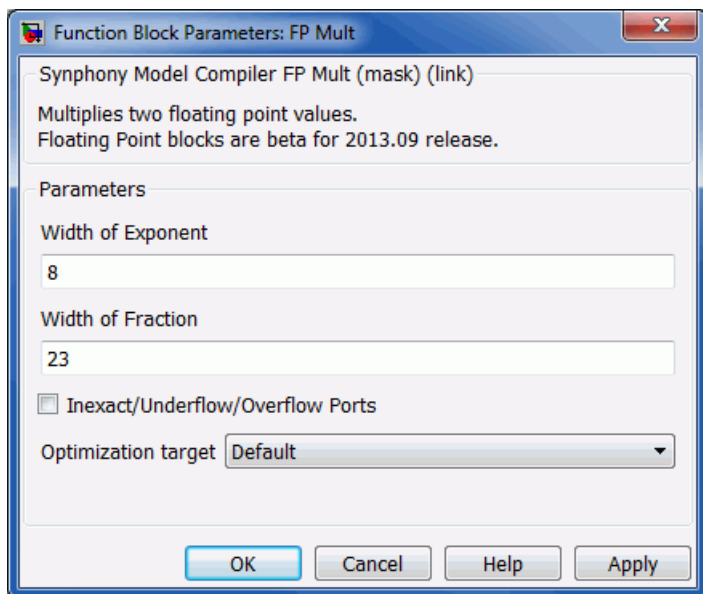 Function Block Parameters: FP Mult
Synphony Model Compiler FP Mult (mask) (link)
Multiplies two floating point values.
Floating Point blocks are beta for 2013.09 release.
Parameters
Width of Exponent
8
Width of Fraction
23
Inexact/Underflow/Overflow Ports
Optimization target Default
OK Cancel Help Apply